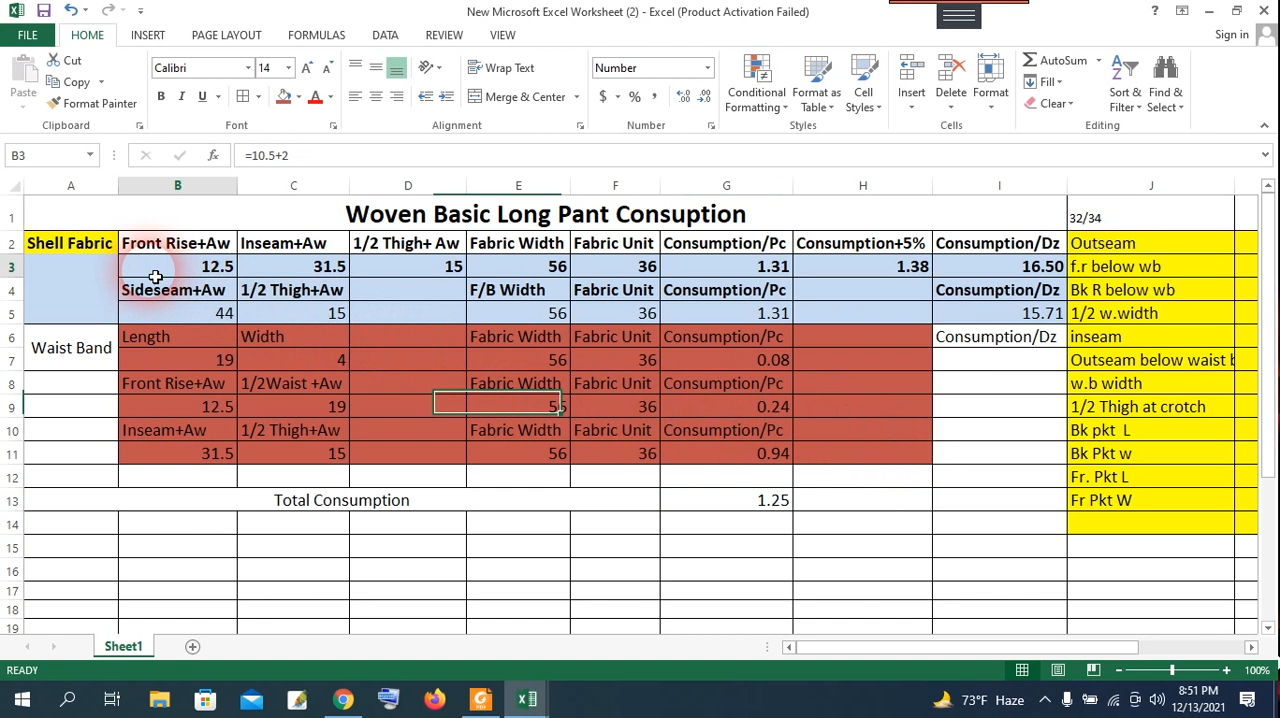 New Microsoft Excel Worksheet (2) - Excel (Product Activation Failed)
?
FILE HOME INSERT PAGE LAYOUT FORMULAS DATA REVIEW VIEW Sign in
Paste Cut Copy Format Painter Clipboard
Calibri 14 A A B I U A Font
Wrap Text Merge & Center Alignment
Number $ % , Number
Conditional Formatting Format as Table Cell Styles Styles
Insert Delete Format Cells
AutoSum Fill Clear Sort & Filter Find & Select Editing
B3 fx =10.5+2
A B C D E F G H I J
1 Woven Basic Long Pant Consuption 32/34
2 Shell Fabric Front Rise+Aw Inseam+Aw 1/2 Thigh+ Aw Fabric Width Fabric Unit Consumption/Pc Consumption+5% Consumption/Dz Outseam
3 12.5 31.5 15 56 36 1.31 1.38 16.50 f.r below wb
4 Sideseam+Aw 1/2 Thigh+Aw F/B Width Fabric Unit Consumption/Pc Consumption/Dz Bk R below wb
5 44 15 56 36 1.31 15.71 1/2 w.width
6 Waist Band Length Width Fabric Width Fabric Unit Consumption/Pc Consumption/Dz inseam
7 19 4 56 36 0.08 Outseam below waist b
8 Front Rise+Aw 1/2Waist +Aw Fabric Width Fabric Unit Consumption/Pc w.b width
9 12.5 19 36 0.24 1/2 Thigh at crotch
10 Inseam+Aw 1/2 Thigh+Aw Fabric Width Fabric Unit Consumption/Pc Bk pkt L
11 31.5 15 56 36 0.94 Bk Pkt w
12 Fr. Pkt L
13 Total Consumption 1.25 Fr Pkt W
14
15
16
17
18
19
Sheet1
READY 100%
73°F Haze 8:51 PM
12/13/2021